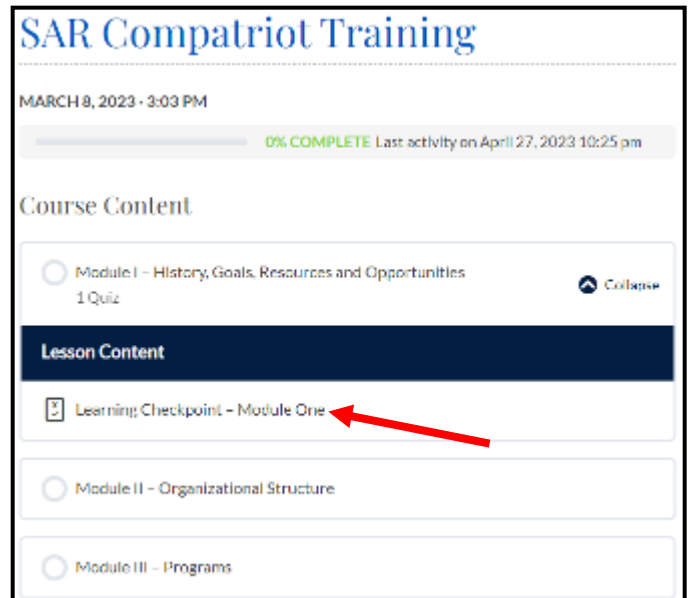 SAR Compatriot Training
MARCH 8, 2023 · 3:03 PM
0% COMPLETE Last activity on April 27, 2023 10:25 pm
Course Content
Module I – History, Goals, Resources and Opportunities
1 Quiz
Collapse
Lesson Content
Learning Checkpoint – Module One
Module II – Organizational Structure
Module III – Programs